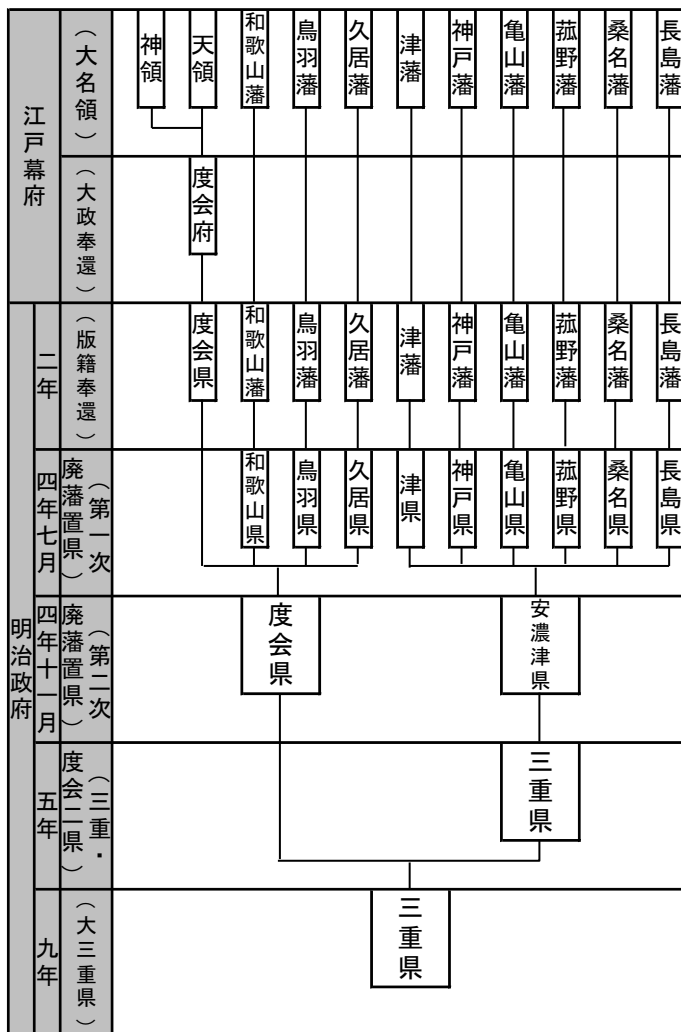 江戸幕府
（大名領）
神領
天領
和歌山藩
鳥羽藩
久居藩
津藩
神戸藩
亀山藩
菰野藩
桑名藩
長島藩
（大政奉還）
度会府
明治政府
二年
（版籍奉還）
度会県
和歌山藩
鳥羽藩
久居藩
津藩
神戸藩
亀山藩
菰野藩
桑名藩
長島藩
四年七月
（第一次
廃藩置県）
和歌山県
鳥羽県
久居県
津県
神戸県
亀山県
菰野県
桑名県
長島県
四年十一月
（第二次
廃藩置県）
度会県
安濃津県
五年
（三重・
度会二県）
三重県
九年
（大三重県）
三重県